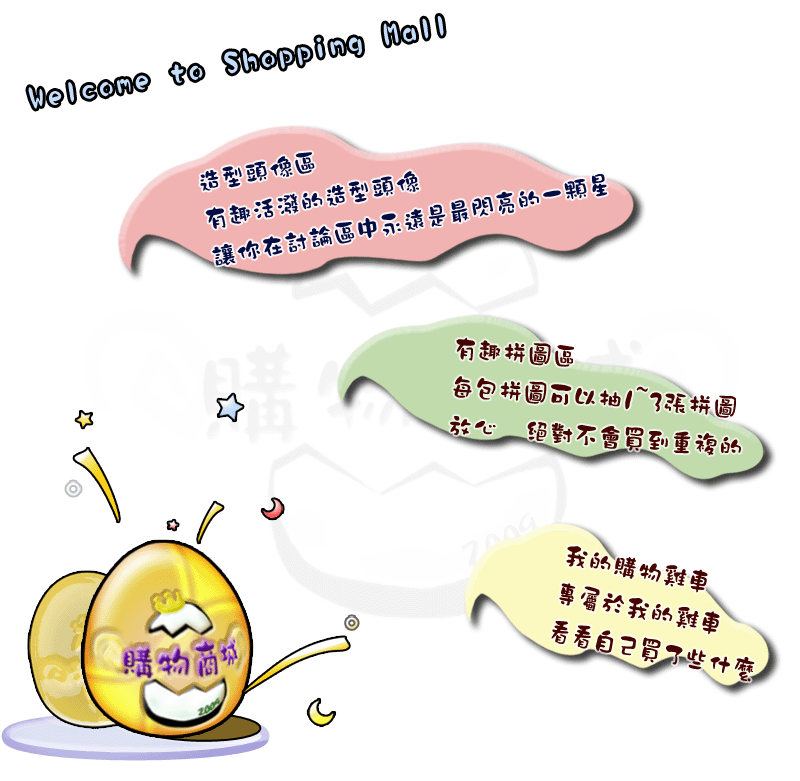 Welcome to Shopping Mall
造型頭像區
有趣活潑的造型頭像
讓你在討論區中永遠是最閃亮的一顆星
有趣拼圖區
每包拼圖可以抽1~3張拼圖
放心 絕對不會買到重複的
我的購物雞車
專屬於我的雞車
看看自己買了些什麼
購物商城
2009
購物 城
2009